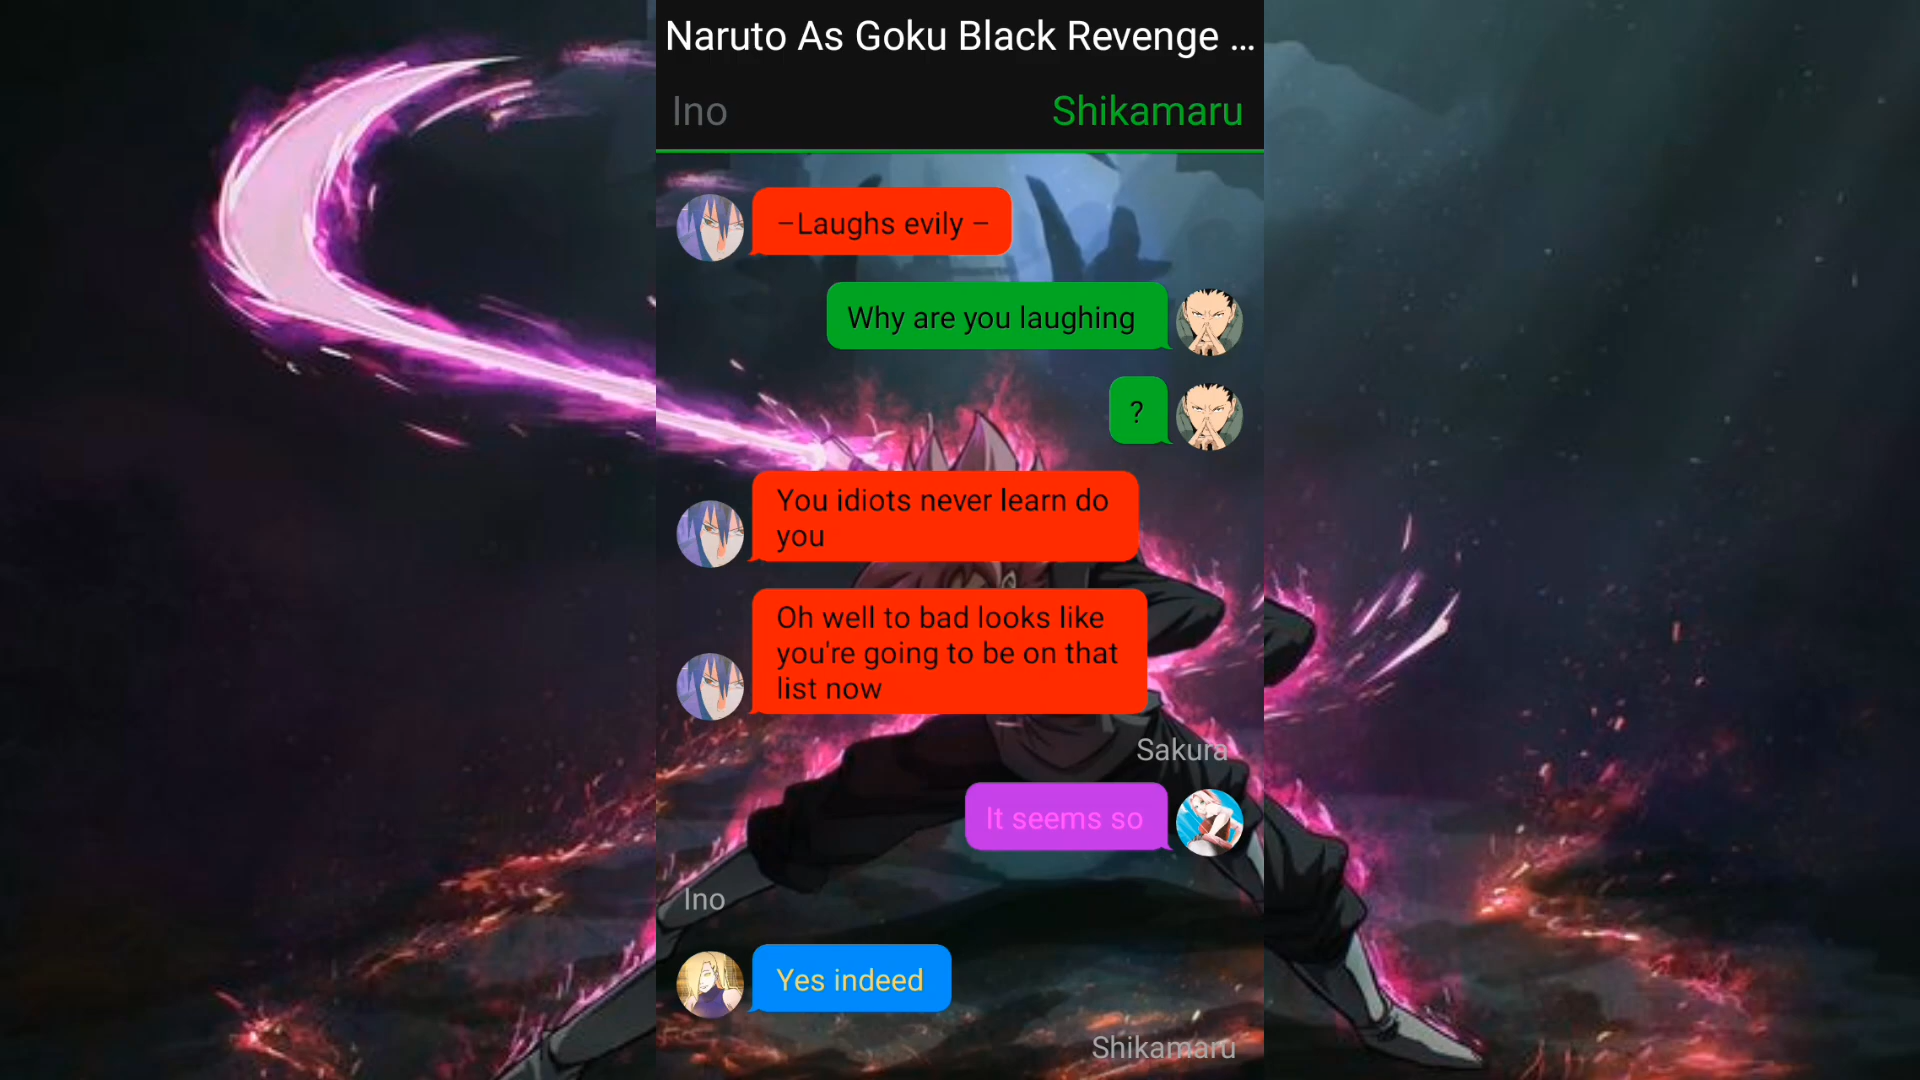 Naruto As Goku Black Revenge ...
Ino
Shikamaru
–Laughs evily –
Why are you laughing
?
You idiots never learn do
you
Oh well to bad looks like
you're going to be on that
list now
Sakura
It seems so
Ino
Yes indeed
Shikamaru